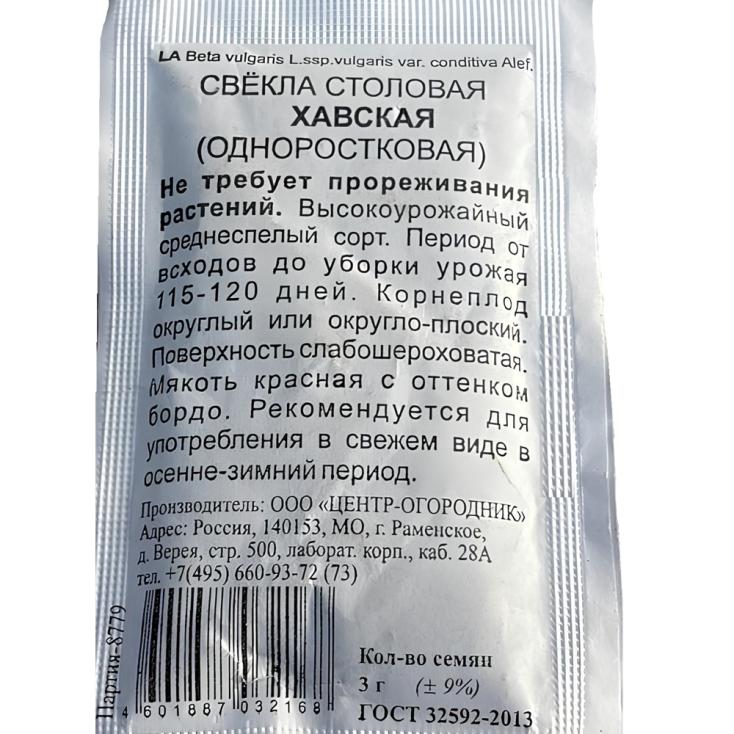 LA Beta vulgaris L.ssp.vulgaris var. conditiva Alef.
СВЁКЛА СТОЛОВАЯ
ХАВСКАЯ
(ОДНОРОСТКОВАЯ)
Не требует прореживания
растений. Высокоурожайный
среднеспелый сорт. Период от
всходов до уборки урожая
115-120 дней. Корнеплод
округлый или округло-плоский.
Поверхность слабошероховатая.
Мякоть красная с оттенком
бордо. Рекомендуется для
употребления в свежем виде в
осенне-зимний период.
Производитель: ООО «ЦЕНТР-ОГОРОДНИК»
Адрес: Россия, 140153, МО, г. Раменское,
д. Верея, стр. 500, лаборат. корп., каб. 28А
тел. +7(495) 660-93-72 (73)
Партия-8779
4 601887 032168
Кол-во семян
3 г (± 9%)
ГОСТ 32592-2013